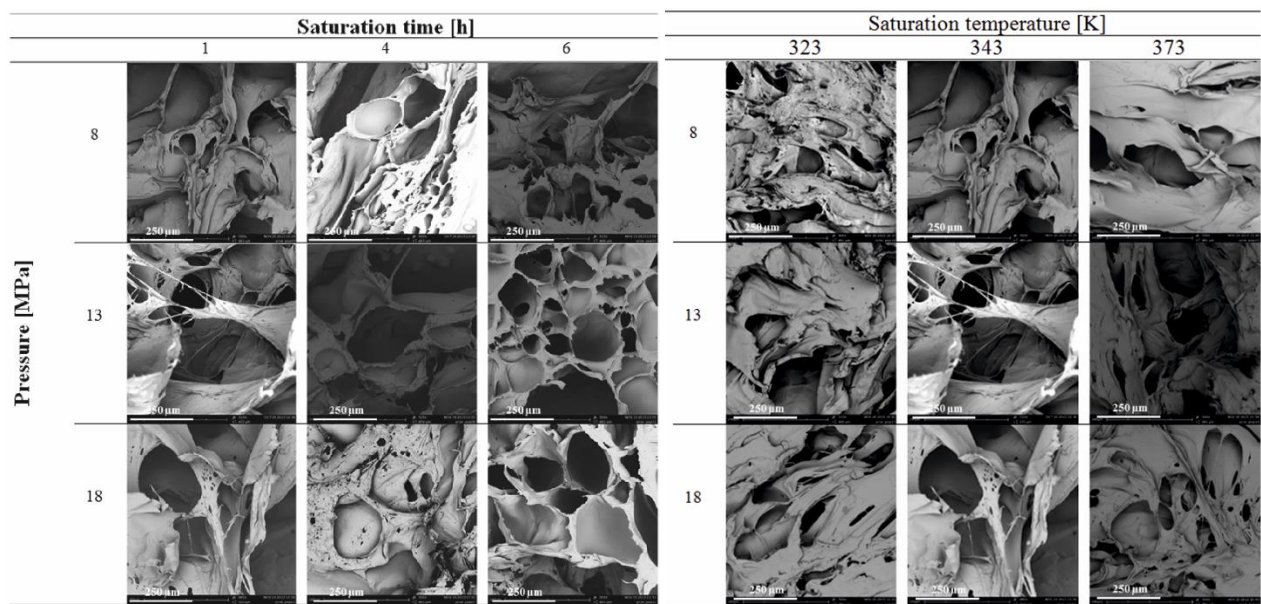 Saturation time [h]
1 4 6
Saturation temperature [K]
323 343 373
Pressure [MPa]
8
250 µm 250 µm 250 µm
13
250 µm 250 µm 250 µm
18
250 µm 250 µm 250 µm
8
250 µm 250 µm 250 µm
13
250 µm 250 µm 250 µm
18
250 µm 250 µm 250 µm